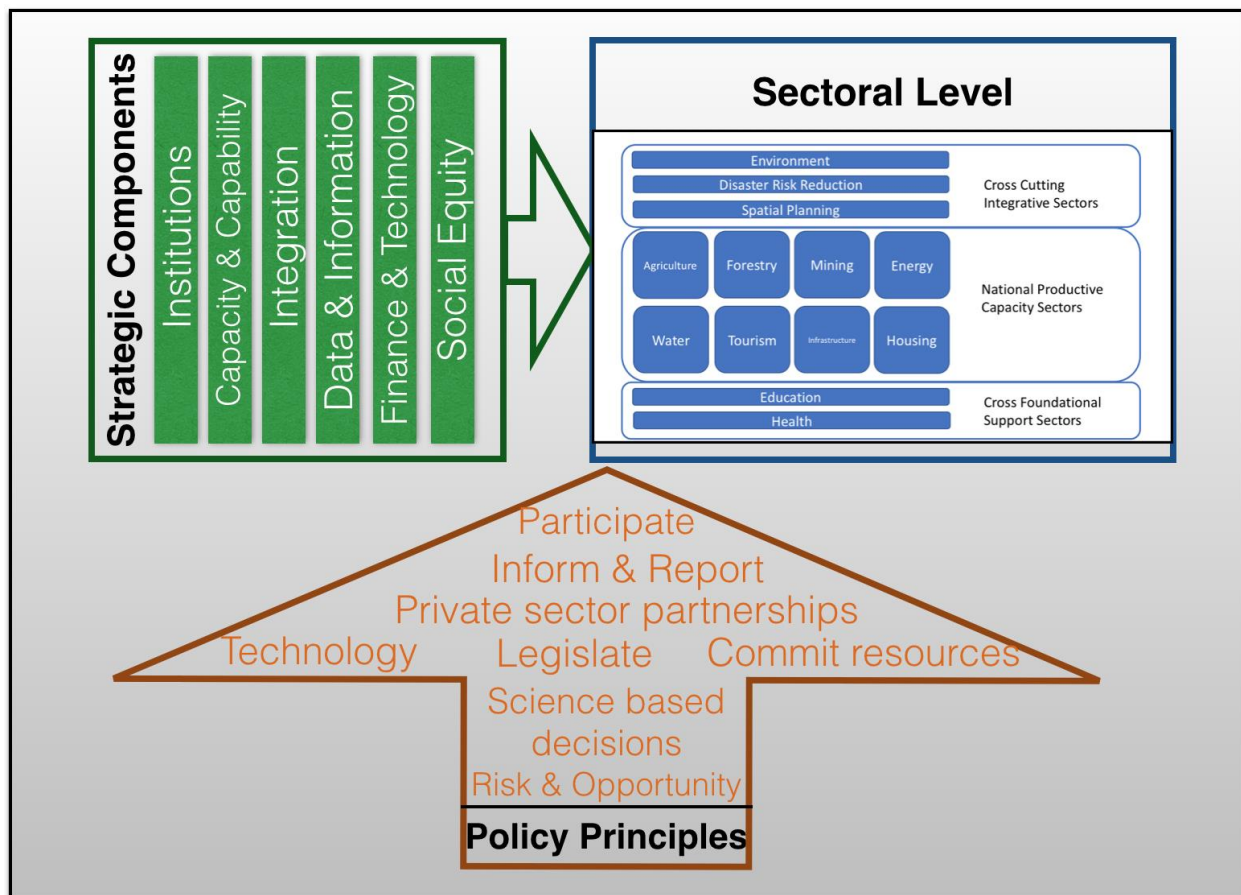 Strategic Components
Institutions
Capacity & Capability
Integration
Data & Information
Finance & Technology
Social Equity
Sectoral Level
Environment
Disaster Risk Reduction
Spatial Planning
Cross Cutting
Integrative Sectors
Agriculture
Forestry
Mining
Energy
Water
Tourism
Infrastructure
Housing
National Productive
Capacity Sectors
Education
Health
Cross Foundational
Support Sectors
Participate
Inform & Report
Private sector partnerships
Technology
Legislate
Commit resources
Science based
decisions
Risk & Opportunity
Policy Principles